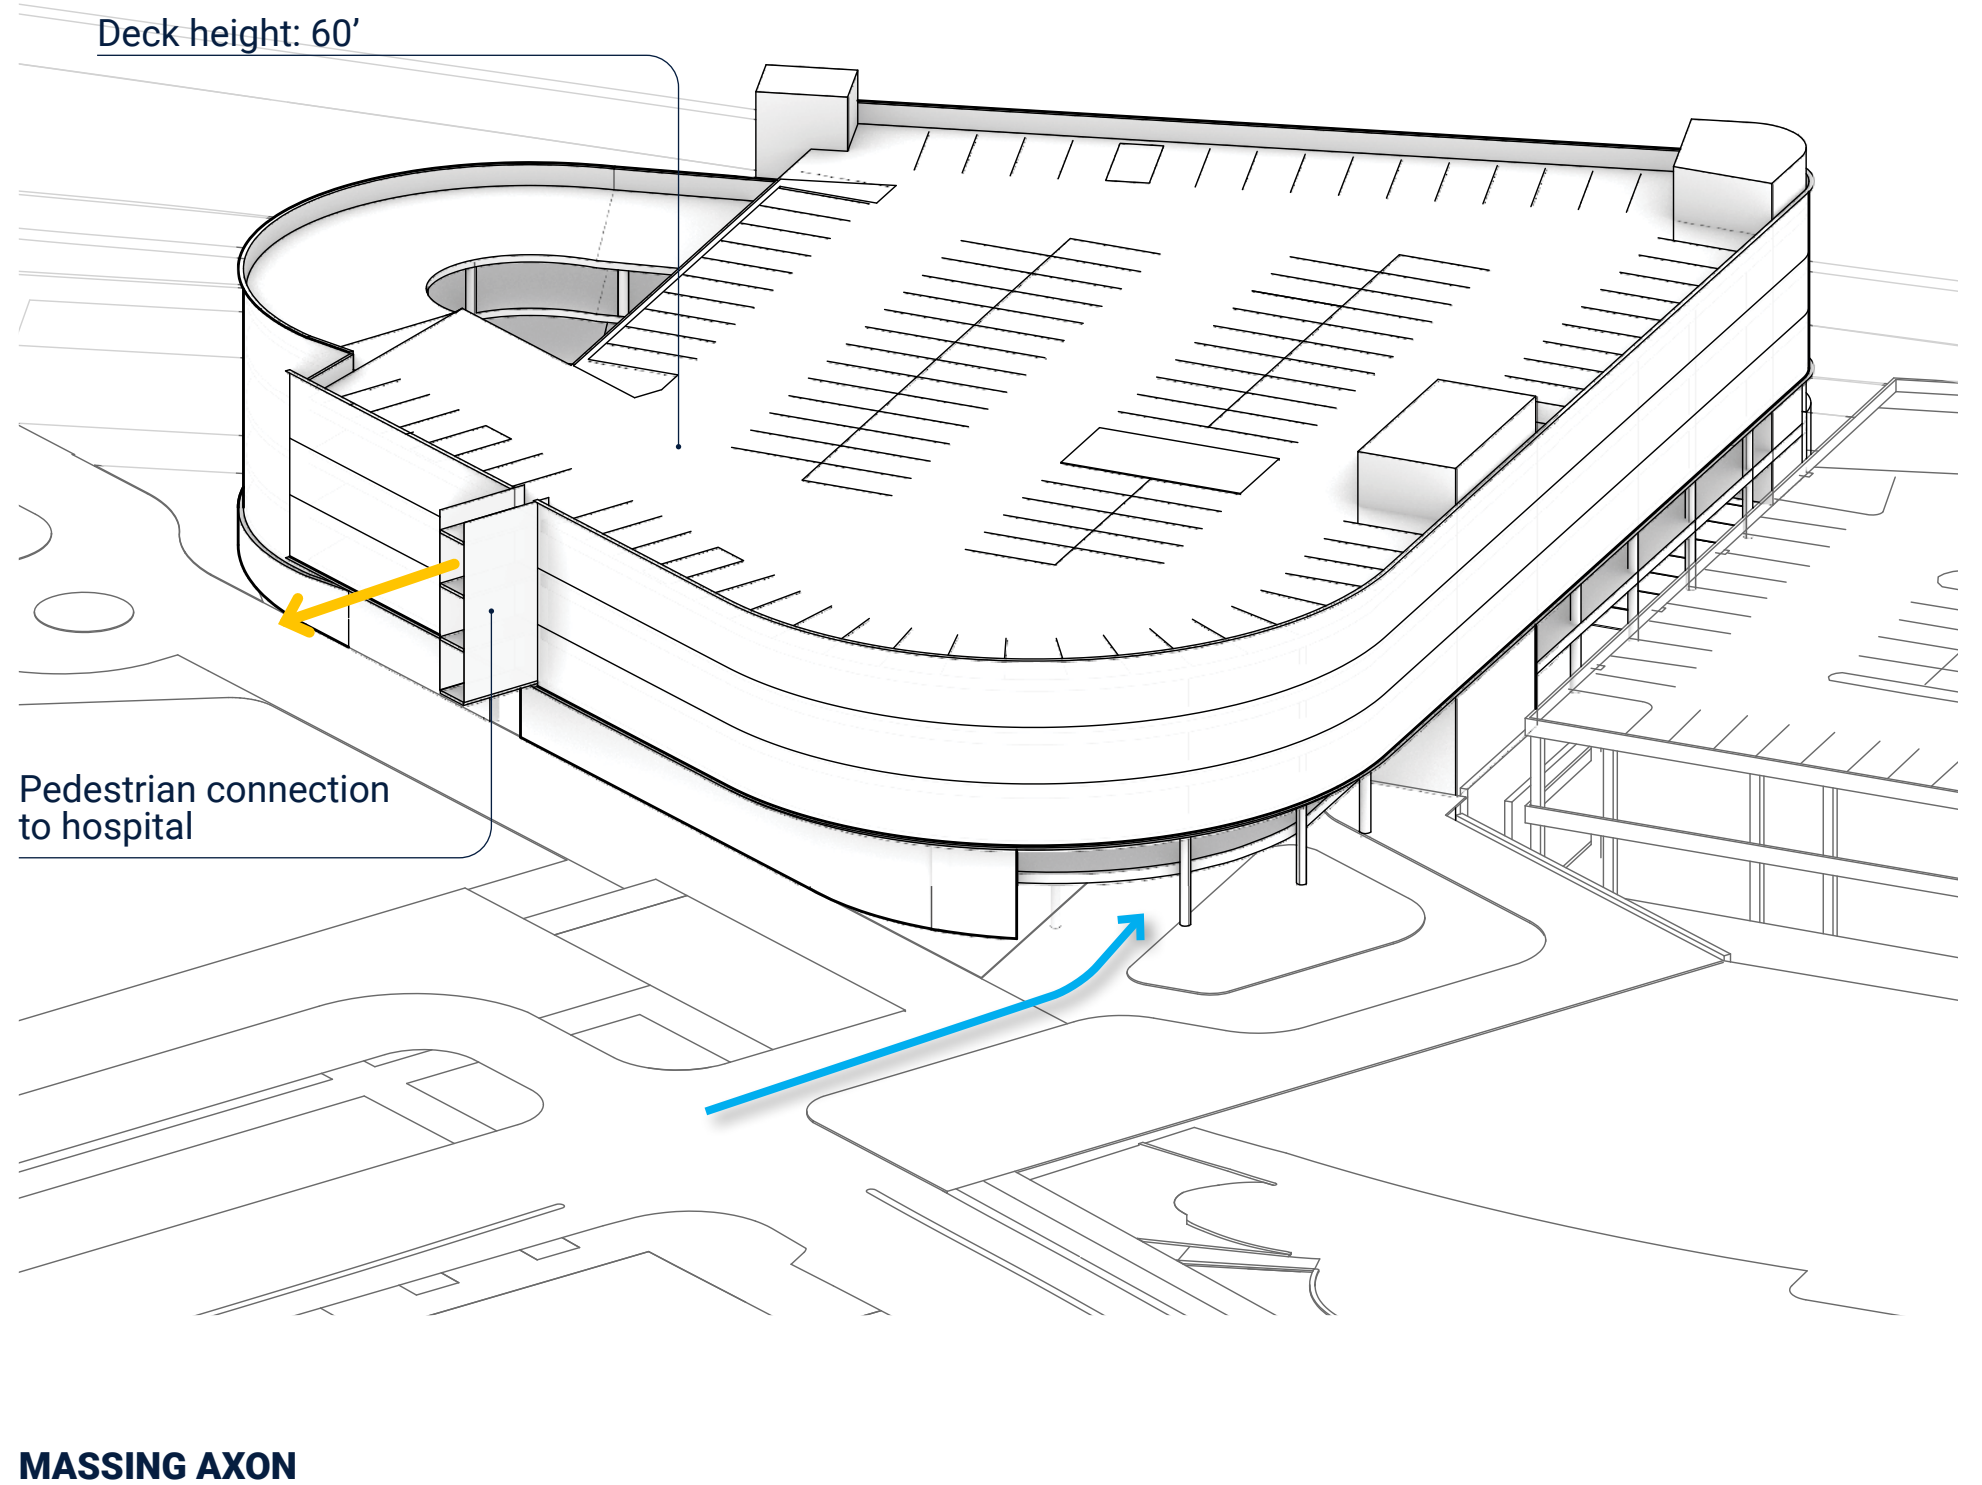 Deck height: 60’
Pedestrian connection
to hospital
MASSING AXON